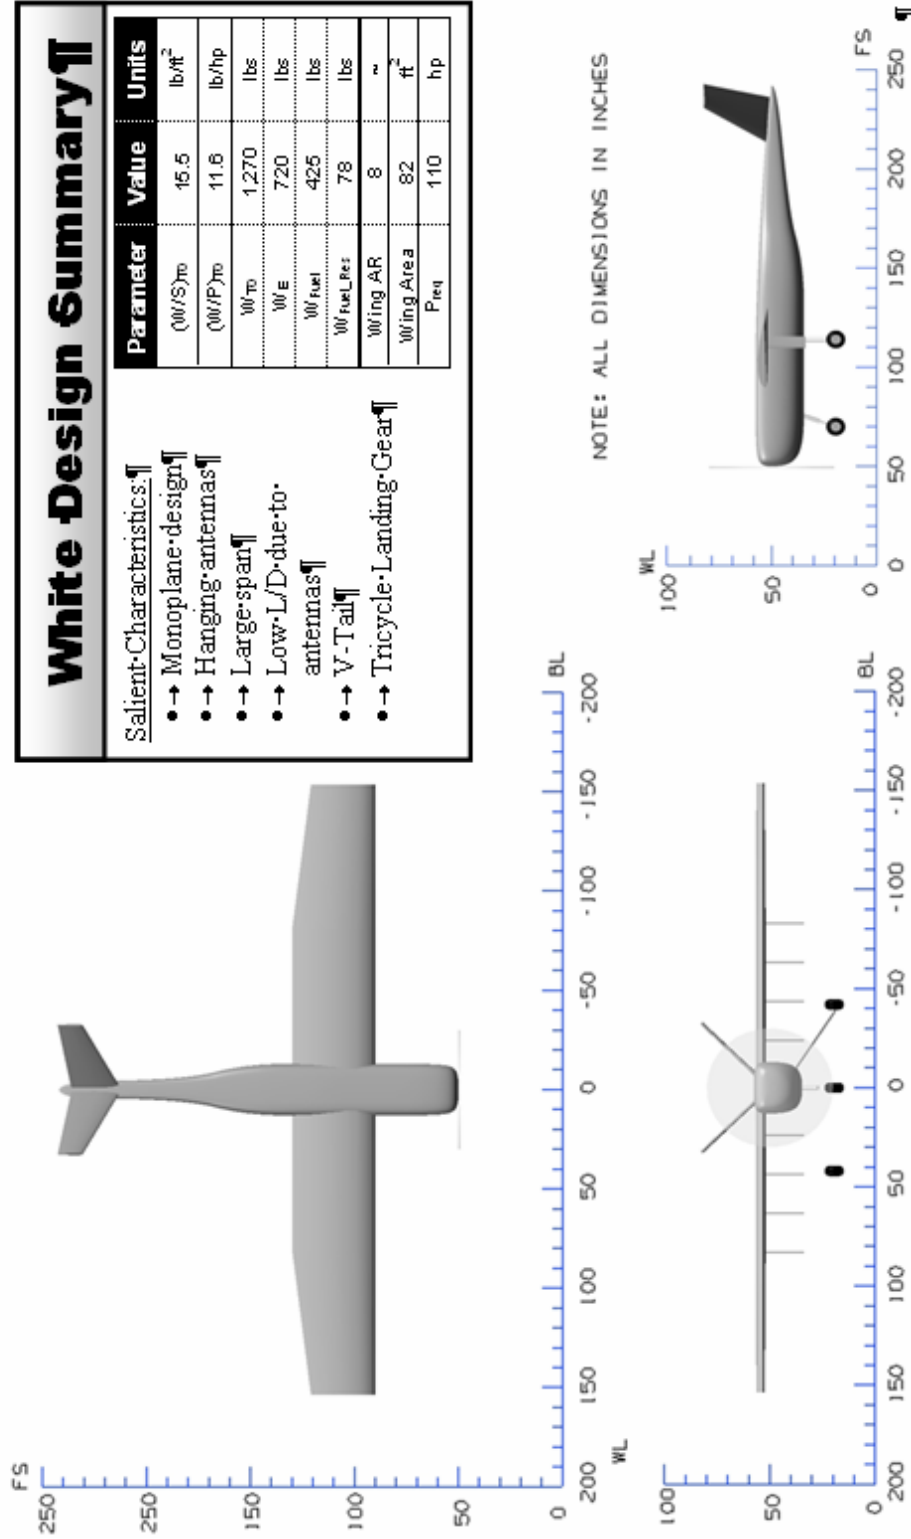 White·Design·Summary¶
Salient·Characteristics:¶
•→Monoplane·design¶
•→Hanging·antennas¶
•→Large·span¶
•→Low·L/D·due·to·
antennas¶
•→V-Tail¶
•→Tricycle·Landing·Gear¶
Parameter Value Units
(W/S)TO 15.5 lb/ft²
(W/P)TO 11.6 lb/hp
WTO 1,270 lbs
WE 720 lbs
WFuel 425 lbs
WFuel_Res 78 lbs
Wing AR 8 ~
Wing Area 82 ft²
Preq 110 hp
FS
250
250
150
100
50
0
200 150 100 50 0 -50 -100 -150 -200 BL
NOTE: ALL DIMENSIONS IN INCHES
WL
100
50
0
200 150 100 50 0 -50 -100 -150 -200 BL
WL
100
50
0
0 50 100 150 200 250 FS
¶